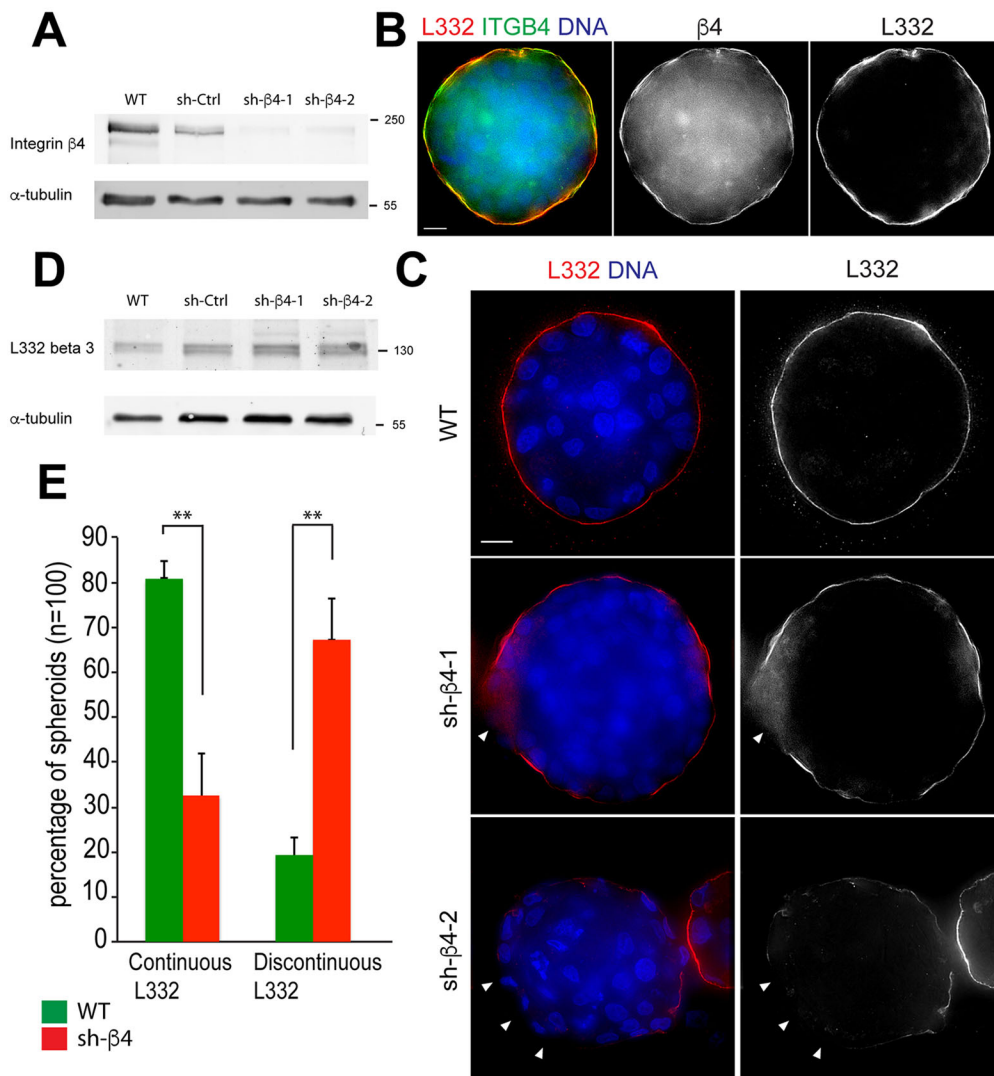 A
WT sh-Ctrl sh-β4-1 sh-β4-2
Integrin β4
250
α-tubulin
55
B
L332 ITGB4 DNA
β4
L332
D
WT sh-Ctrl sh-β4-1 sh-β4-2
L332 beta 3
130
α-tubulin
55
C
L332 DNA
L332
WT
sh-β4-1
sh-β4-2
E
percentage of spheroids (n=100)
90
80
70
60
50
40
30
20
10
0
**
**
Continuous
L332
Discontinuous
L332
WT
sh-β4